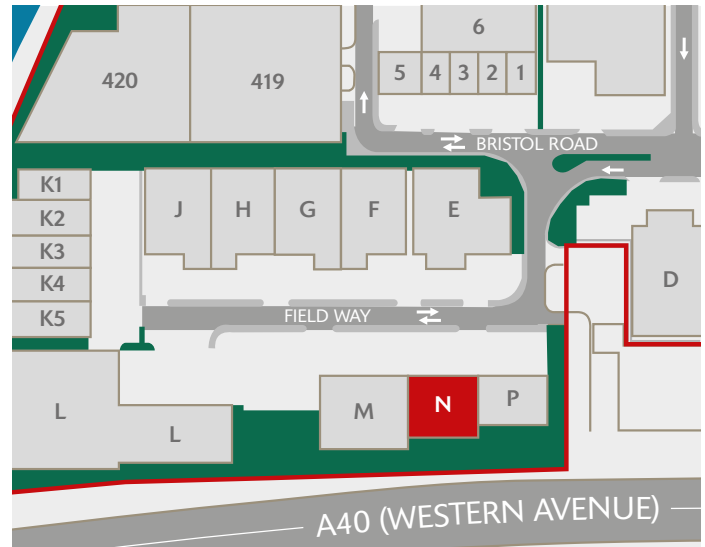 6
420
419
5
4
3
2
1
BRISTOL ROAD
K1
K2
K3
K4
K5
J
H
G
F
E
D
FIELD WAY
L
L
M
N
P
A40 (WESTERN AVENUE)